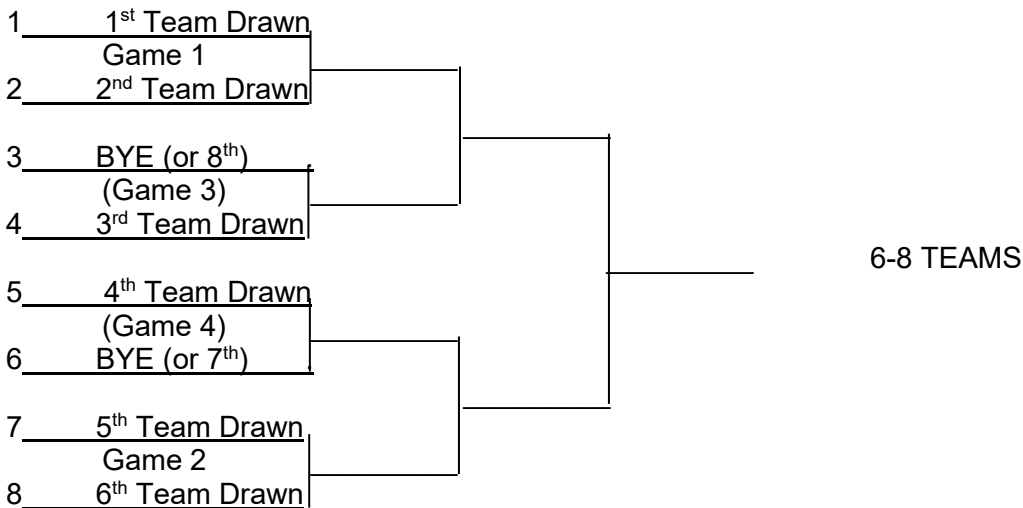 1 1st Team Drawn
Game 1
2 2nd Team Drawn
3 BYE (or 8th)
(Game 3)
4 3rd Team Drawn
6-8 TEAMS
5 4th Team Drawn
(Game 4)
6 BYE (or 7th)
7 5th Team Drawn
Game 2
8 6th Team Drawn